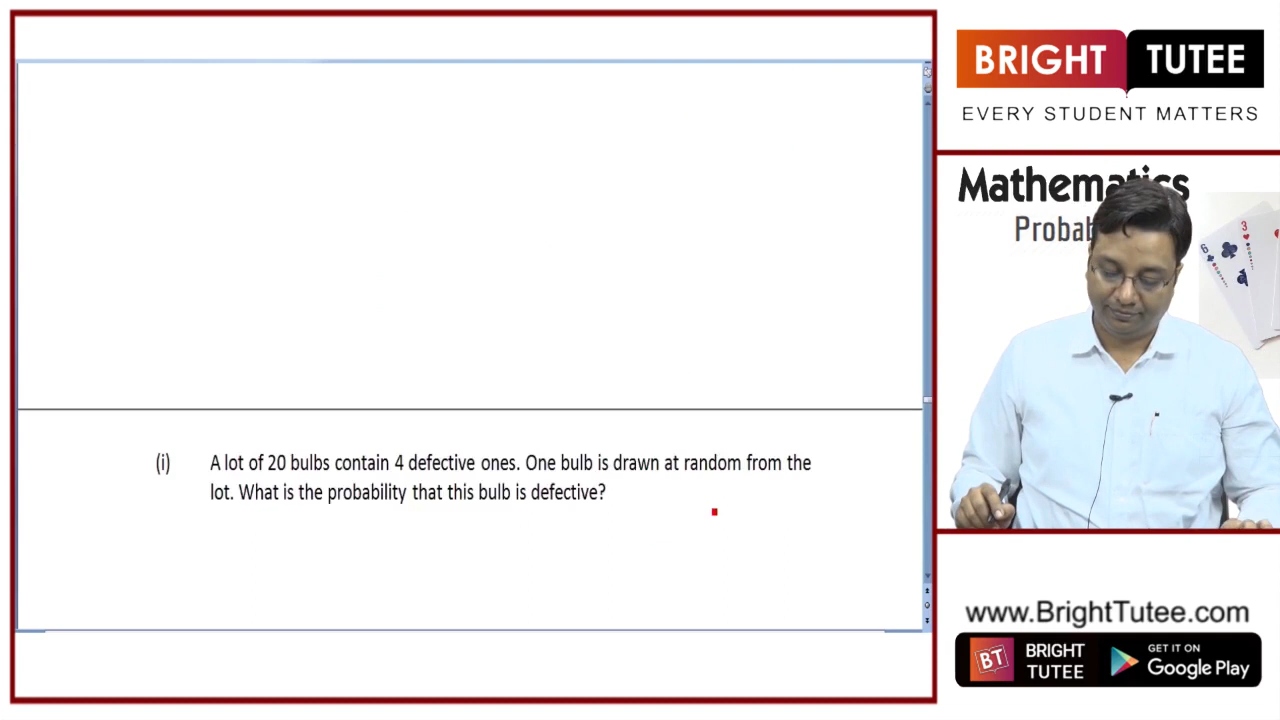 BRIGHT TUTEE
EVERY STUDENT MATTERS
Mathematics
(i) A lot of 20 bulbs contain 4 defective ones. One bulb is drawn at random from the
lot. What is the probability that this bulb is defective?
6
3
www.BrightTutee.com
BT
BRIGHT
TUTEE
GET IT ON
Google Play